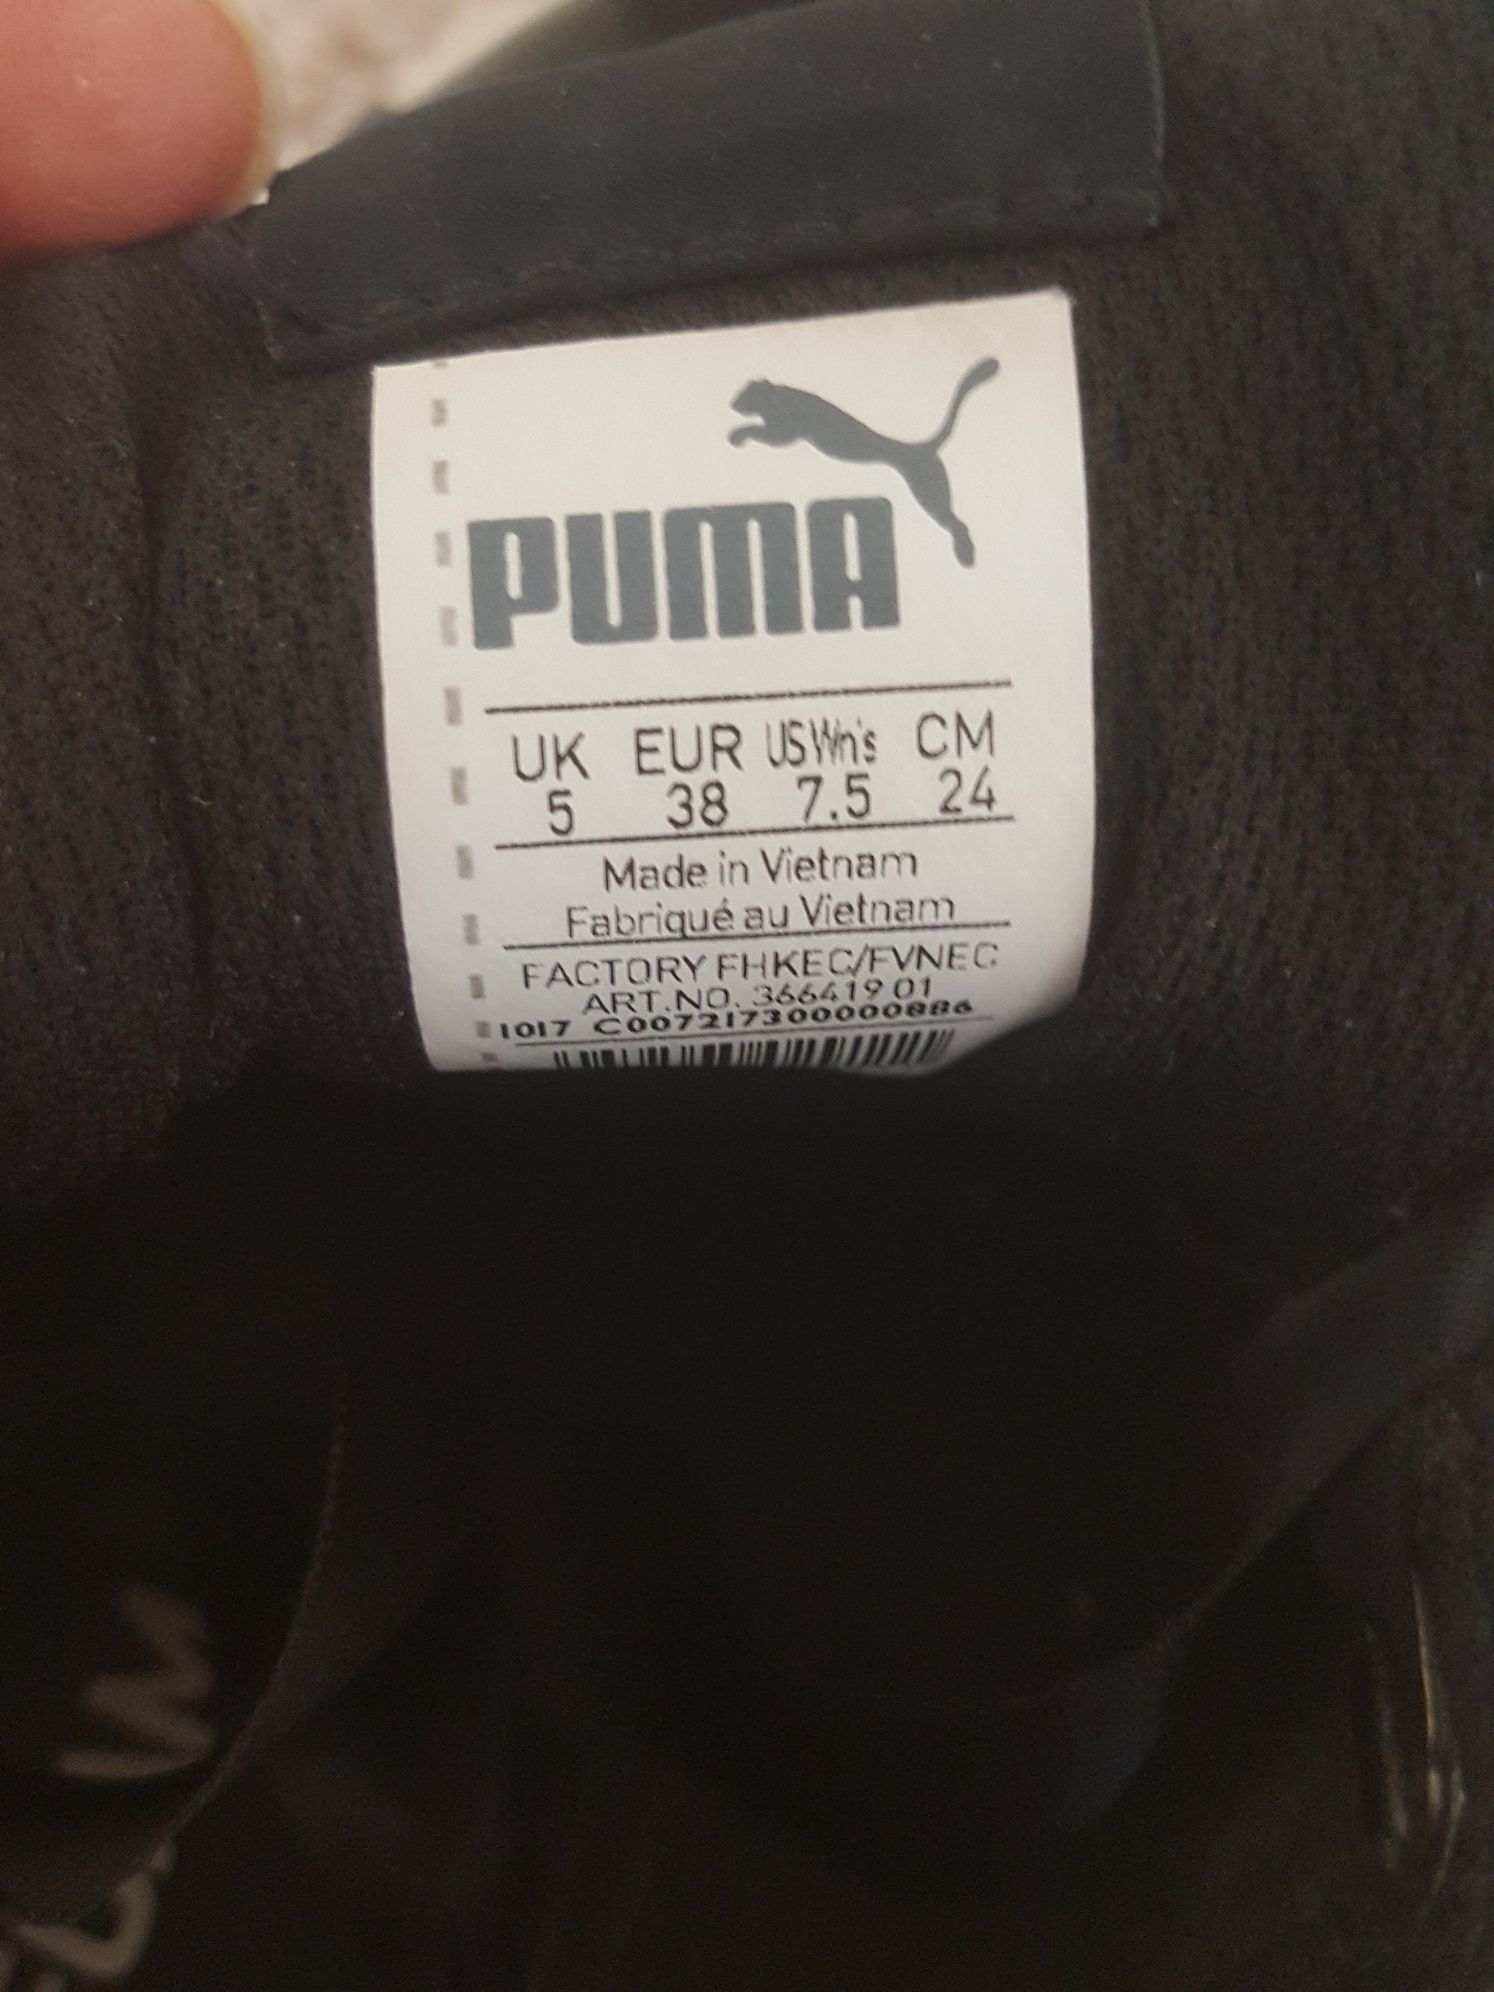 PUMA
UK EUR US Wn's CM
5 38 7.5 24
Made in Vietnam
Fabriqué au Vietnam
FACTORY FHKEC/FVNEC
ART.NO. 366419 01
1017 C007217300000886